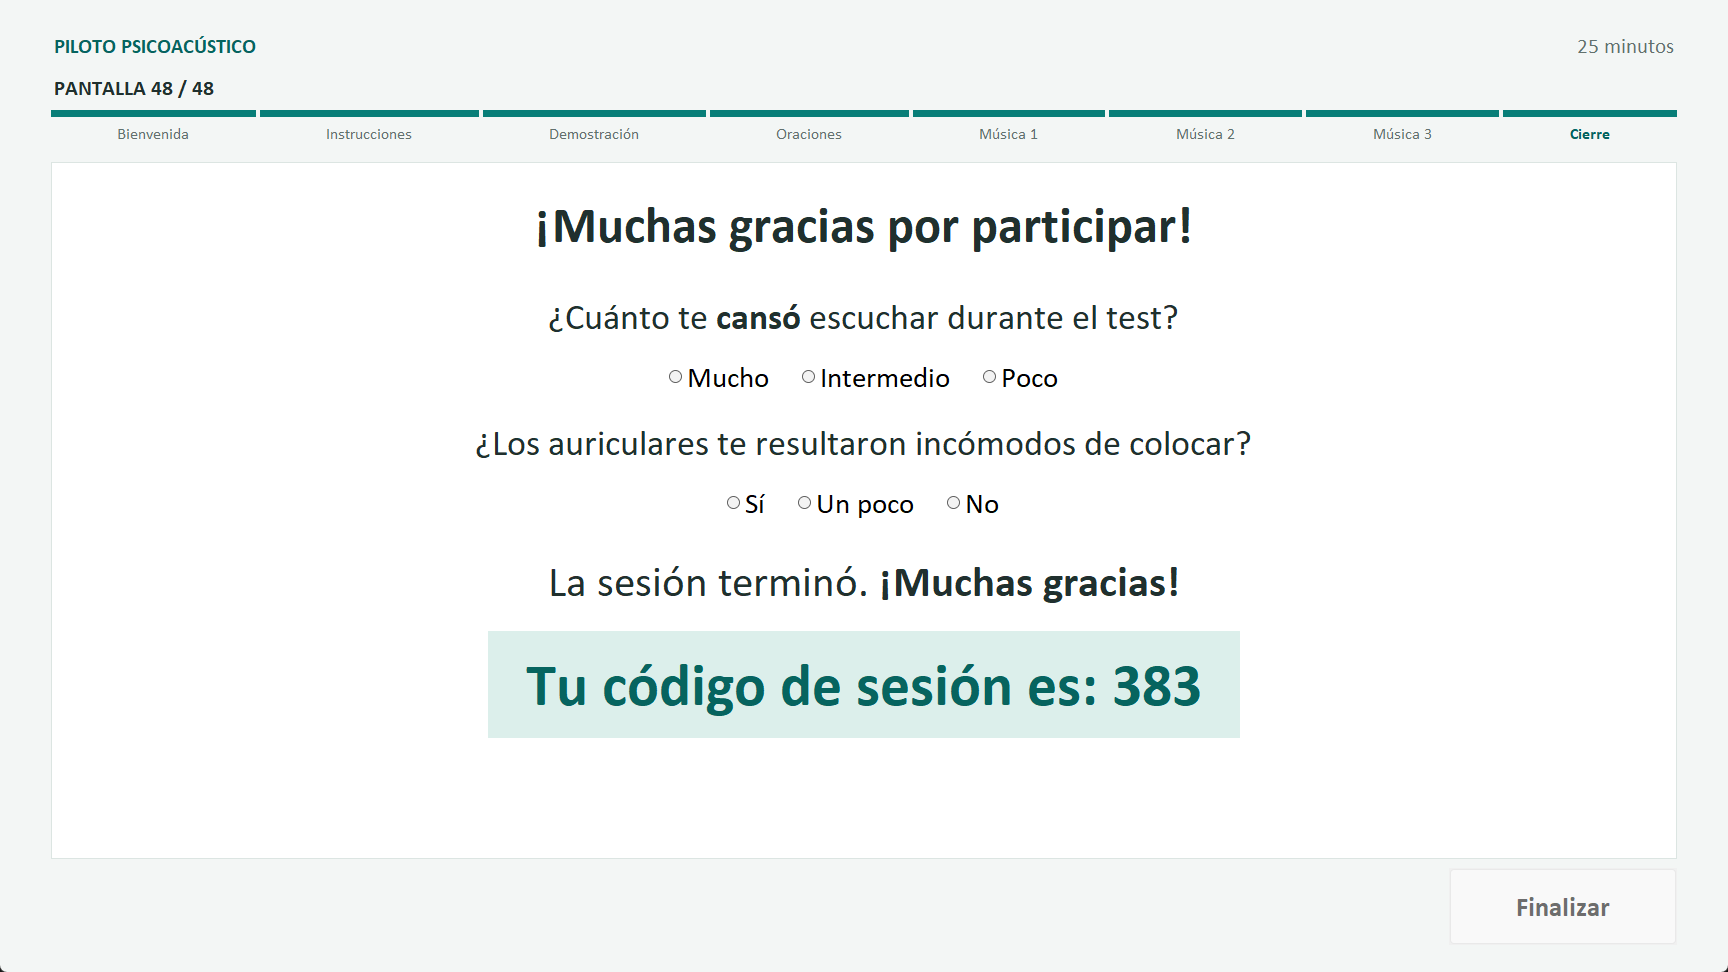 PILOTO PSICOACÚSTICO
25 minutos
PANTALLA 48 / 48
Bienvenida Instrucciones Demostración Oraciones Música 1 Música 2 Música 3 Cierre
¡Muchas gracias por participar!
¿Cuánto te cansó escuchar durante el test?
Mucho Intermedio Poco
¿Los auriculares te resultaron incómodos de colocar?
Sí Un poco No
La sesión terminó. ¡Muchas gracias!
Tu código de sesión es: 383
Finalizar